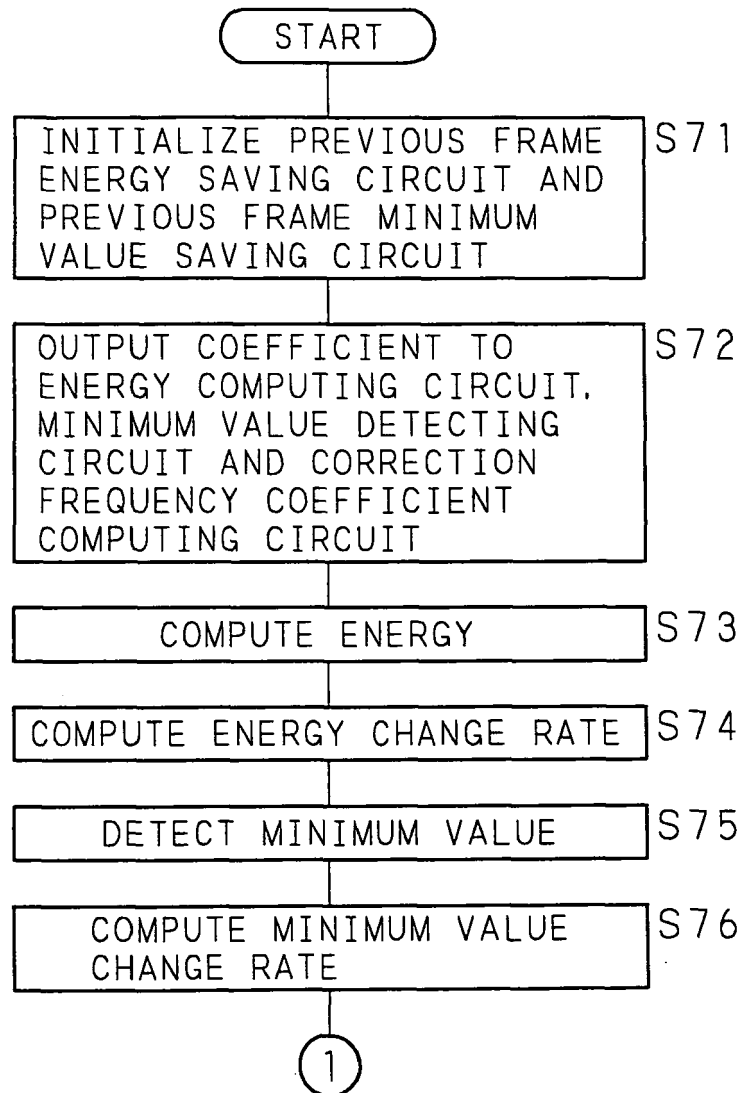 START
INITIALIZE PREVIOUS FRAME S71
ENERGY SAVING CIRCUIT AND
PREVIOUS FRAME MINIMUM
VALUE SAVING CIRCUIT
OUTPUT COEFFICIENT TO S72
ENERGY COMPUTING CIRCUIT,
MINIMUM VALUE DETECTING
CIRCUIT AND CORRECTION
FREQUENCY COEFFICIENT
COMPUTING CIRCUIT
COMPUTE ENERGY S73
COMPUTE ENERGY CHANGE RATE S74
DETECT MINIMUM VALUE S75
COMPUTE MINIMUM VALUE S76
CHANGE RATE
1